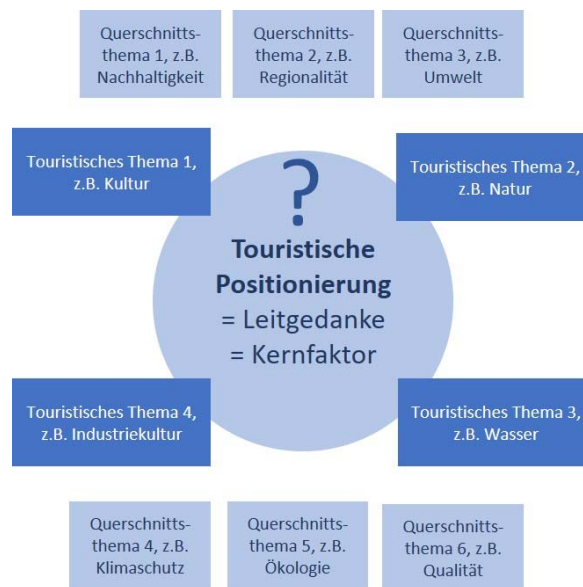 Querschnitts-
thema 1, z.B.
Nachhaltigkeit
Querschnitts-
thema 2, z.B.
Regionalität
Querschnitts-
thema 3, z.B.
Umwelt
Touristisches Thema 1,
z.B. Kultur
Touristisches Thema 2,
z.B. Natur
?
Touristische
Positionierung
= Leitgedanke
= Kernfaktor
Touristisches Thema 4,
z.B. Industriekultur
Touristisches Thema 3,
z.B. Wasser
Querschnitts-
thema 4, z.B.
Klimaschutz
Querschnitts-
thema 5, z.B.
Ökologie
Querschnitts-
thema 6, z.B.
Qualität